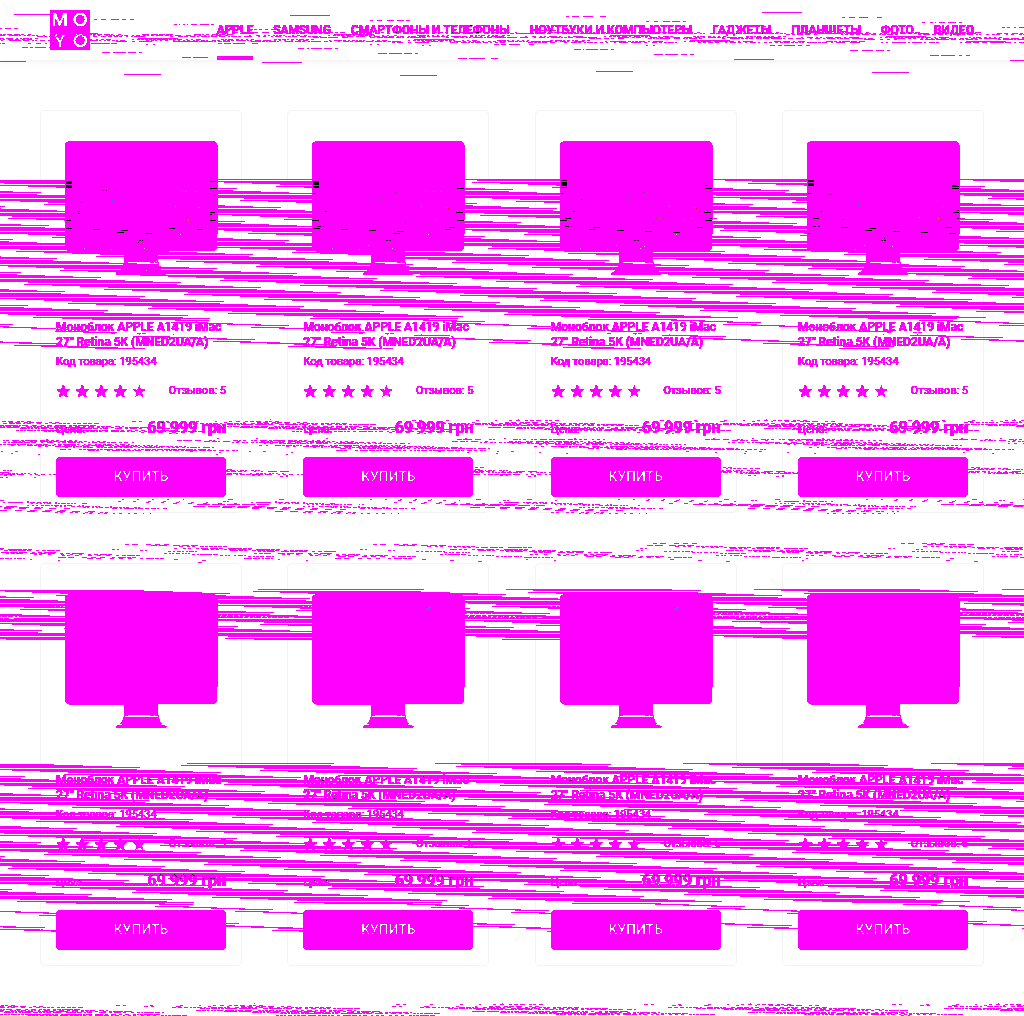 MO
YO
APPLE SAMSUNG СМАРТФОНЫ И ТЕЛЕФОНЫ НОУТБУКИ И КОМПЬЮТЕРЫ ГАДЖЕТЫ ПЛАНШЕТЫ ФОТО ВИДЕО
Моноблок APPLE A1419 iMac
27" Retina 5K (MNED2UA/A)
Код товара: 195434
Отзывов: 5
Цена: 69 999 грн
КУПИТЬ
Моноблок APPLE A1419 iMac
27" Retina 5K (MNED2UA/A)
Код товара: 195434
Отзывов: 5
Цена: 69 999 грн
КУПИТЬ
Моноблок APPLE A1419 iMac
27" Retina 5K (MNED2UA/A)
Код товара: 195434
Отзывов: 5
Цена: 69 999 грн
КУПИТЬ
Моноблок APPLE A1419 iMac
27" Retina 5K (MNED2UA/A)
Код товара: 195434
Отзывов: 5
Цена: 69 999 грн
КУПИТЬ
Моноблок APPLE A1419 iMac
27" Retina 5K (MNED2UA/A)
Код товара: 195434
Отзывов: 5
Цена: 69 999 грн
КУПИТЬ
Моноблок APPLE A1419 iMac
27" Retina 5K (MNED2UA/A)
Код товара: 195434
Отзывов: 5
Цена: 69 999 грн
КУПИТЬ
Моноблок APPLE A1419 iMac
27" Retina 5K (MNED2UA/A)
Код товара: 195434
Отзывов: 5
Цена: 69 999 грн
КУПИТЬ
Моноблок APPLE A1419 iMac
27" Retina 5K (MNED2UA/A)
Код товара: 195434
Отзывов: 5
Цена: 69 999 грн
КУПИТЬ